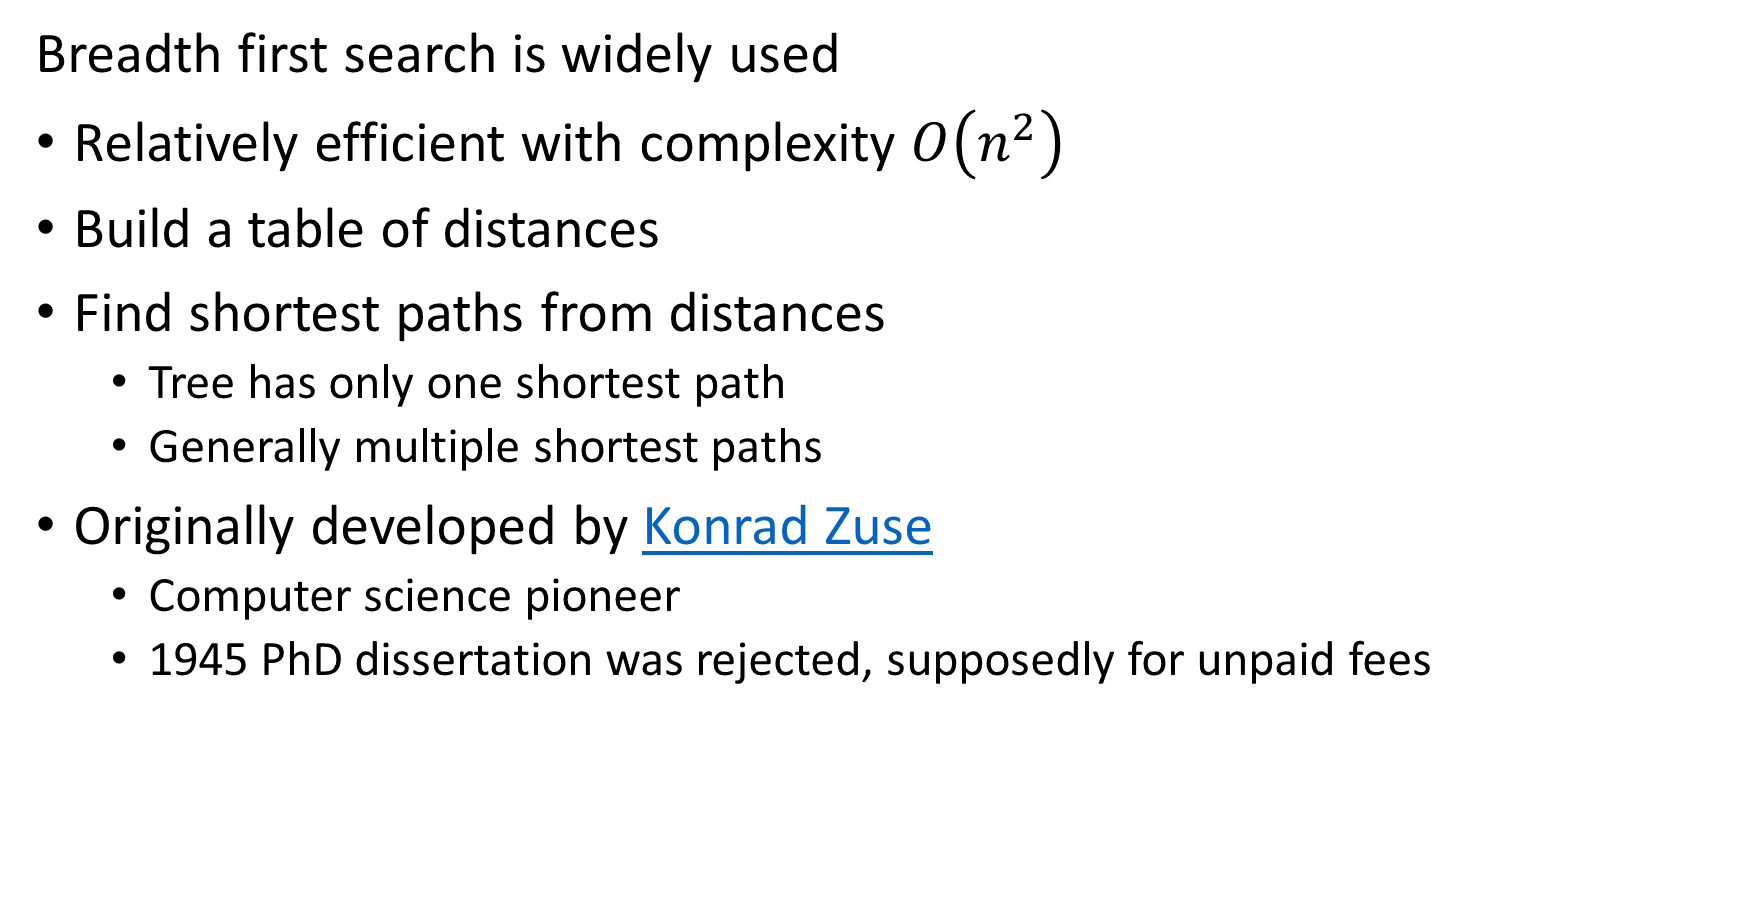 Breadth first search is widely used
• Relatively efficient with complexity O(n²)
• Build a table of distances
• Find shortest paths from distances
• Tree has only one shortest path
• Generally multiple shortest paths
• Originally developed by Konrad Zuse
• Computer science pioneer
• 1945 PhD dissertation was rejected, supposedly for unpaid fees